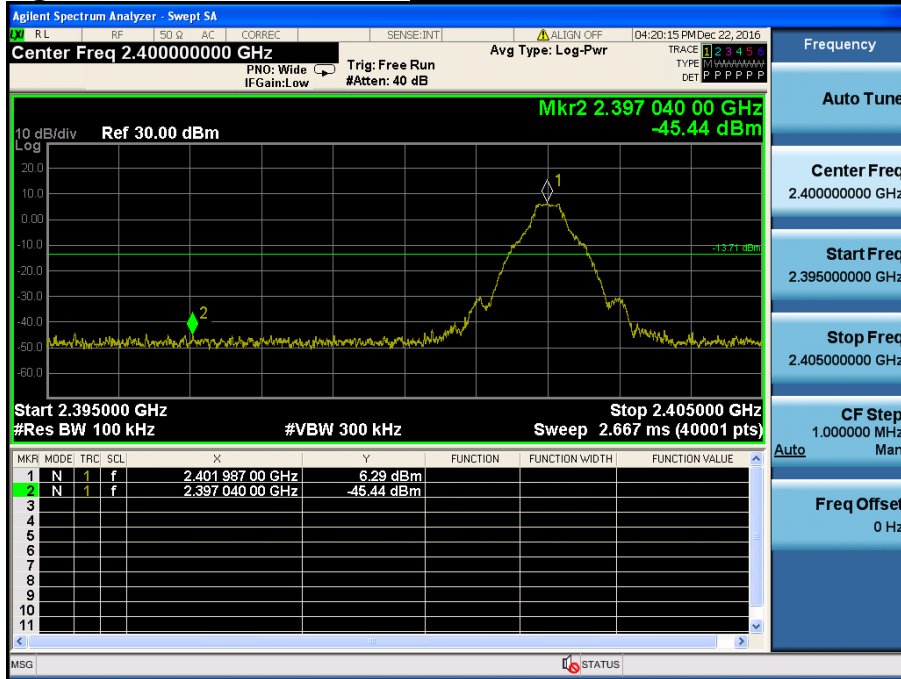 Agilent Spectrum Analyzer - Swept SA
LXI RL RF 50 Ω AC CORREC SENSE:INT ALIGN OFF 04:20:15 PM Dec 22, 2016
Center Freq 2.400000000 GHz Avg Type: Log-Pwr TRACE 1 2 3 4 5 6
PNO: Wide Trig: Free Run TYPE MWWWWW
IFGain:Low #Atten: 40 dB DET P P P P P P
Mkr2 2.397 040 00 GHz
10 dB/div Ref 30.00 dBm -45.44 dBm
Log
20.0
10.0
0.00
-10.0
-20.0
-30.0
-40.0
-50.0
-60.0
1
-13.71 dBm
2
Start 2.395000 GHz Stop 2.405000 GHz
#Res BW 100 kHz #VBW 300 kHz Sweep 2.667 ms (40001 pts)
MKR MODE TRC SCL X Y FUNCTION FUNCTION WIDTH FUNCTION VALUE
1 N 1 f 2.401 987 00 GHz 6.29 dBm
2 N 1 f 2.397 040 00 GHz -45.44 dBm
3
4
5
6
7
8
9
10
11
MSG STATUS
Frequency
Auto Tune
Center Freq
2.400000000 GHz
Start Freq
2.395000000 GHz
Stop Freq
2.405000000 GHz
CF Step
1.000000 MHz
Auto Man
Freq Offset
0 Hz